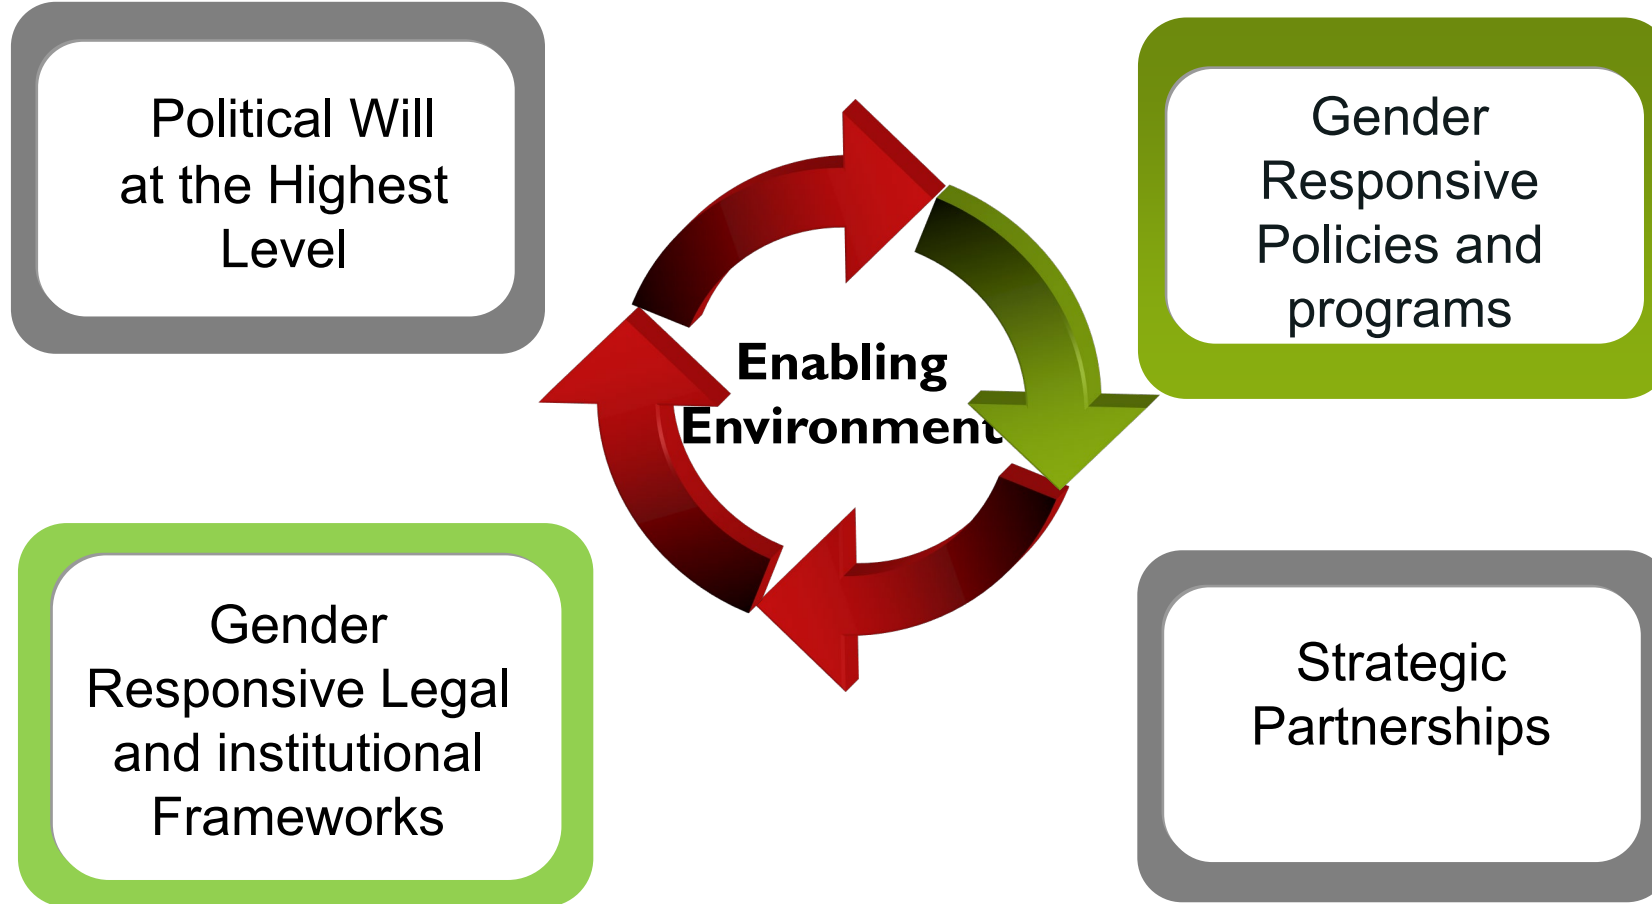 Political Will
at the Highest
Level
Gender
Responsive
Policies and
programs
Enabling
Environment
Gender
Responsive Legal
and institutional
Frameworks
Strategic
Partnerships